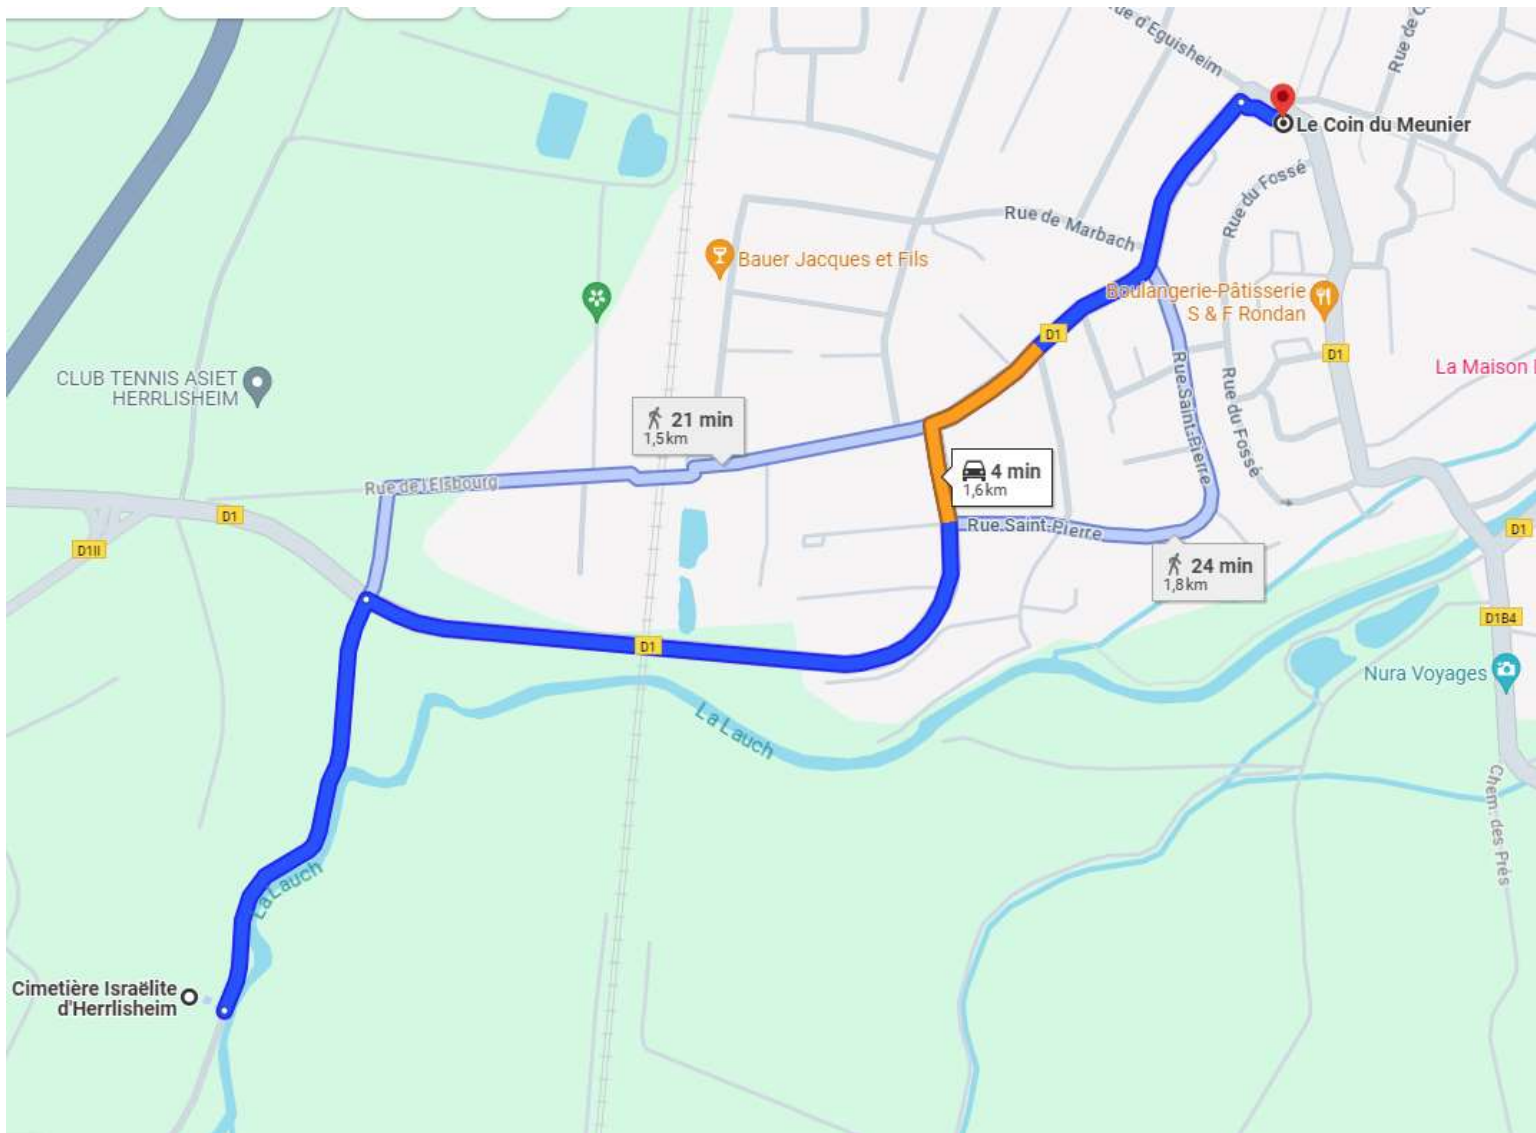 Rue d'Eguisheim
Le Coin du Meunier
Rue du Fossé
Rue de Marbach
Bauer Jacques et Fils
Boulangerie-Pâtisserie
S & F Rondan
D1
D1
La Maison
CLUB TENNIS ASIET
HERRLISHEIM
21 min
1,5 km
Rue Saint-Pierre
Rue du Fossé
4 min
1,6 km
Rue de l'Elsbourg
D1
D1II
Rue Saint-Pierre
D1
24 min
1,8 km
D1B4
D1
Nura Voyages
La Lauch
Chem. des Prés
La Lauch
Cimetière Israëlite
d'Herrlisheim